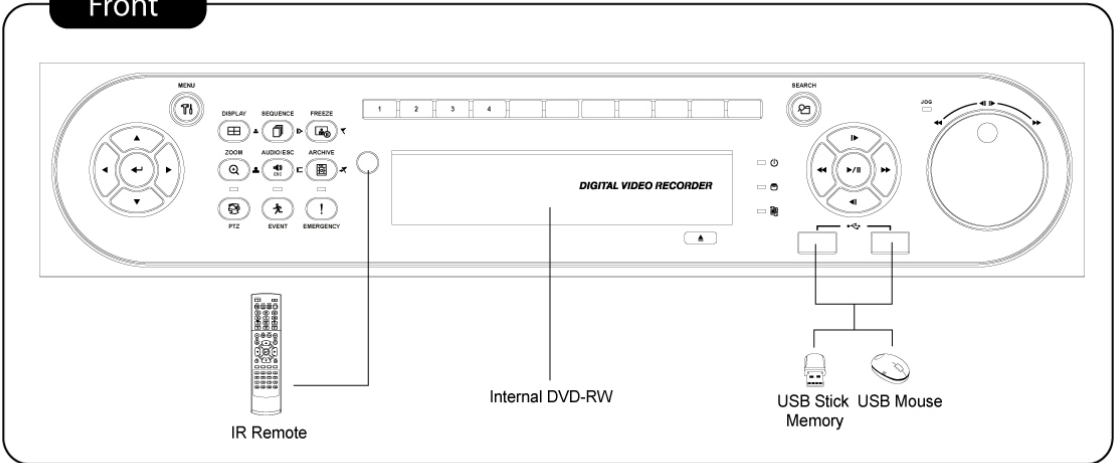 Front
MENU
SEARCH
DISPLAY SEQUENCE FREEZE
JOG
1 2 3 4
ZOOM AUDIO/ESC ARCHIVE
ESC
DIGITAL VIDEO RECORDER
PTZ EVENT EMERGENCY
Internal DVD-RW
USB Stick Memory
USB Mouse
IR Remote